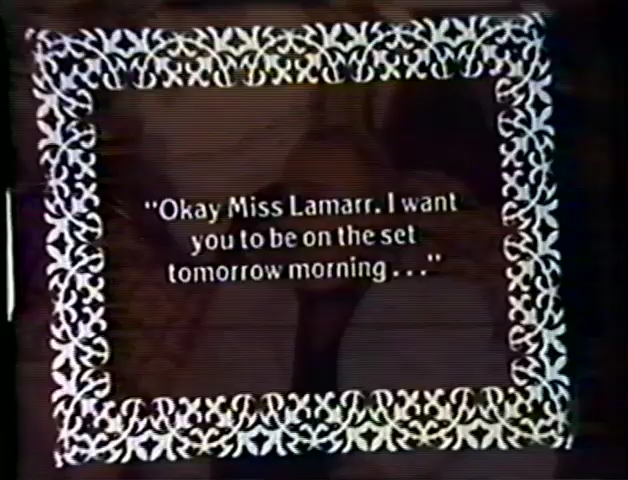 "Okay Miss Lamarr. I want
you to be on the set
tomorrow morning..."